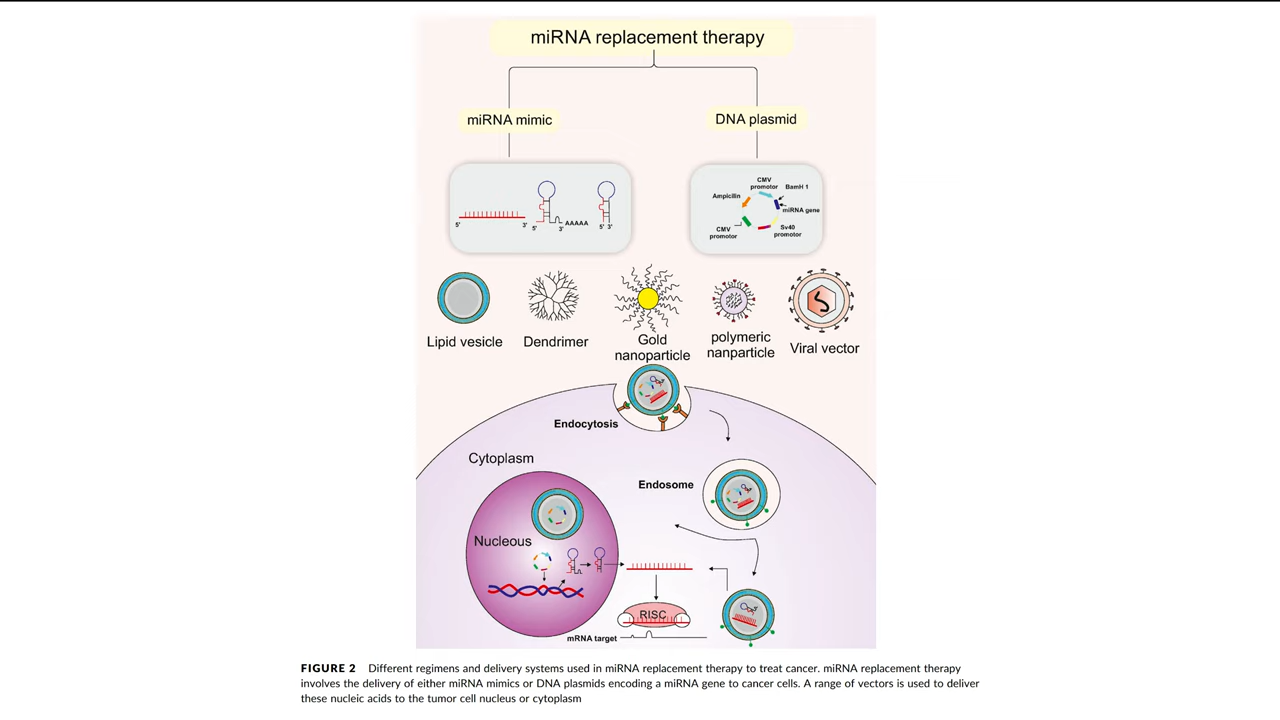 miRNA replacement therapy
miRNA mimic
DNA plasmid
5'
3'
5'
3'
AAAAA
5' 3'
CMV
promotor
BamH 1
Ampicilin
miRNA gene
CMV
promotor
Sv40
promotor
Lipid vesicle
Dendrimer
Gold
nanoparticle
polymeric
nanparticle
Viral vector
Endocytosis
Cytoplasm
Endosome
Nucleous
RISC
mRNA target
FIGURE 2 Different regimens and delivery systems used in miRNA replacement therapy to treat cancer. miRNA replacement therapy
involves the delivery of either miRNA mimics or DNA plasmids encoding a miRNA gene to cancer cells. A range of vectors is used to deliver
these nucleic acids to the tumor cell nucleus or cytoplasm